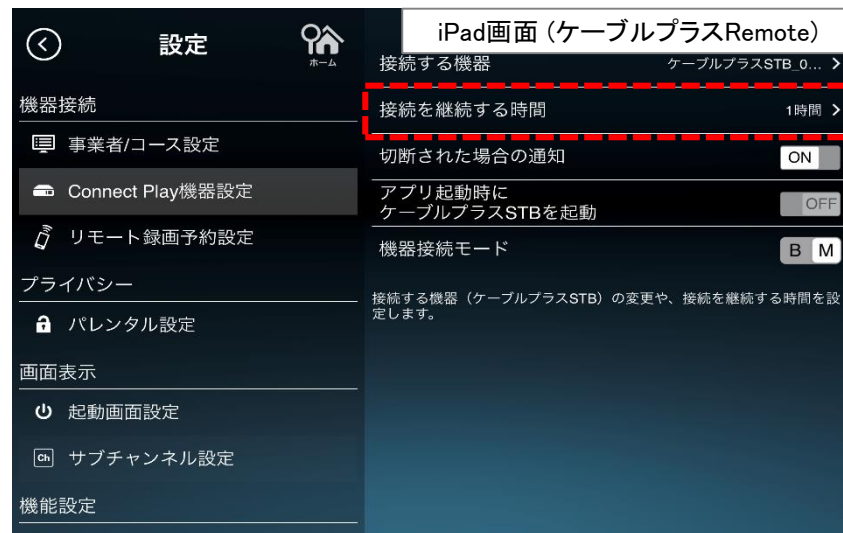 iPad画面（ケーブルプラスRemote）
設定
ホーム
機器接続
事業者/コース設定
Connect Play機器設定
リモート録画予約設定
プライバシー
パレンタル設定
画面表示
起動画面設定
Ch サブチャンネル設定
機能設定
接続する機器 ケーブルプラスSTB_0...
接続を継続する時間 1時間
切断された場合の通知 ON
アプリ起動時に
ケーブルプラスSTBを起動 OFF
機器接続モード B M
接続する機器（ケーブルプラスSTB）の変更や、接続を継続する時間を設
定します。